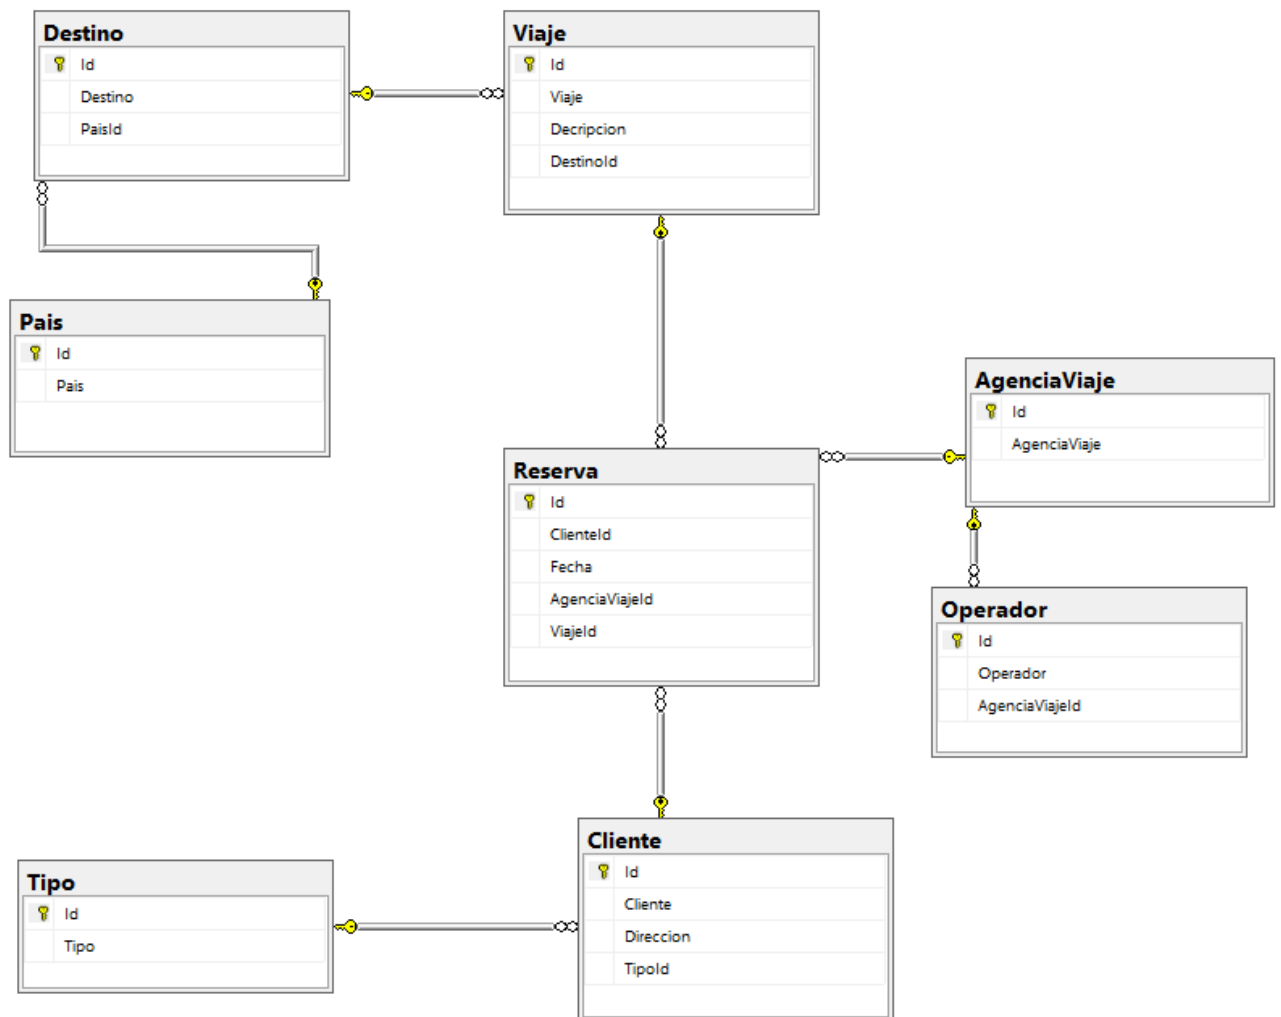 Destino
Id
Destino
PaisId
Viaje
Id
Viaje
Decripcion
DestinoId
Pais
Id
Pais
AgenciaViaje
Id
AgenciaViaje
Reserva
Id
ClienteId
Fecha
AgenciaViajeId
ViajeId
Operador
Id
Operador
AgenciaViajeId
Cliente
Id
Cliente
Direccion
TipoId
Tipo
Id
Tipo